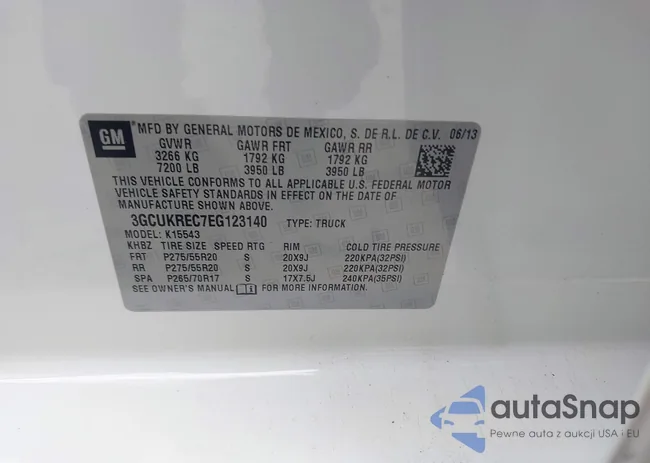 GM
MFD BY GENERAL MOTORS DE MEXICO, S. DE R.L. DE C.V. 06/13
GVWR GAWR FRT GAWR RR
3266 KG 1792 KG 1792 KG
7200 LB 3950 LB 3950 LB
THIS VEHICLE CONFORMS TO ALL APPLICABLE U.S. FEDERAL MOTOR
VEHICLE SAFETY STANDARDS IN EFFECT ON THE DATE OF
MANUFACTURE SHOWN ABOVE.
3GCUKREC7EG123140 TYPE: TRUCK
MODEL: K15543
KHBZ TIRE SIZE SPEED RTG RIM COLD TIRE PRESSURE
FRT P275/55R20 S 20X9J 220KPA(32PSI)
RR P275/55R20 S 20X9J 220KPA(32PSI)
SPA P265/70R17 S 17X7.5J 240KPA(35PSI)
SEE OWNER'S MANUAL FOR MORE INFORMATION.
autoSnap
Pewne auta z aukcji USA i EU